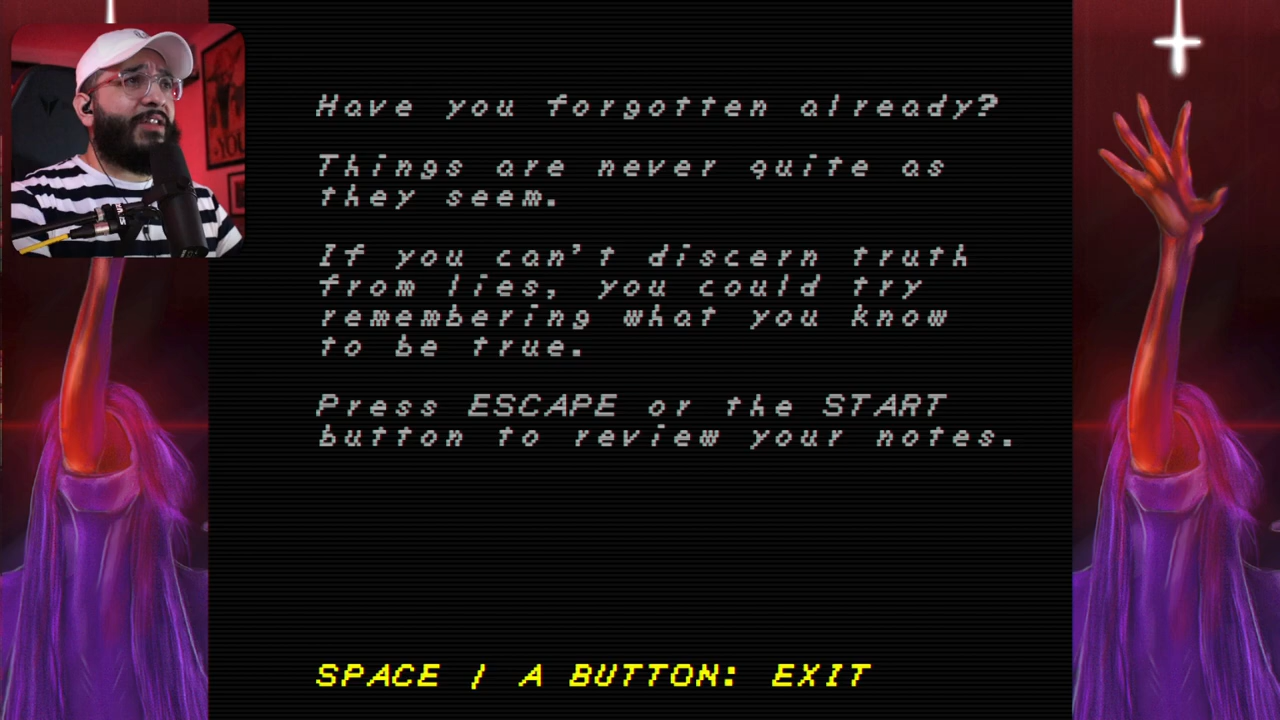 Have you forgotten already?
Things are never quite as
they seem.
If you can't discern truth
from lies, you could try
remembering what you know
to be true.
Press ESCAPE or the START
button to review your notes.
SPACE / A BUTTON: EXIT